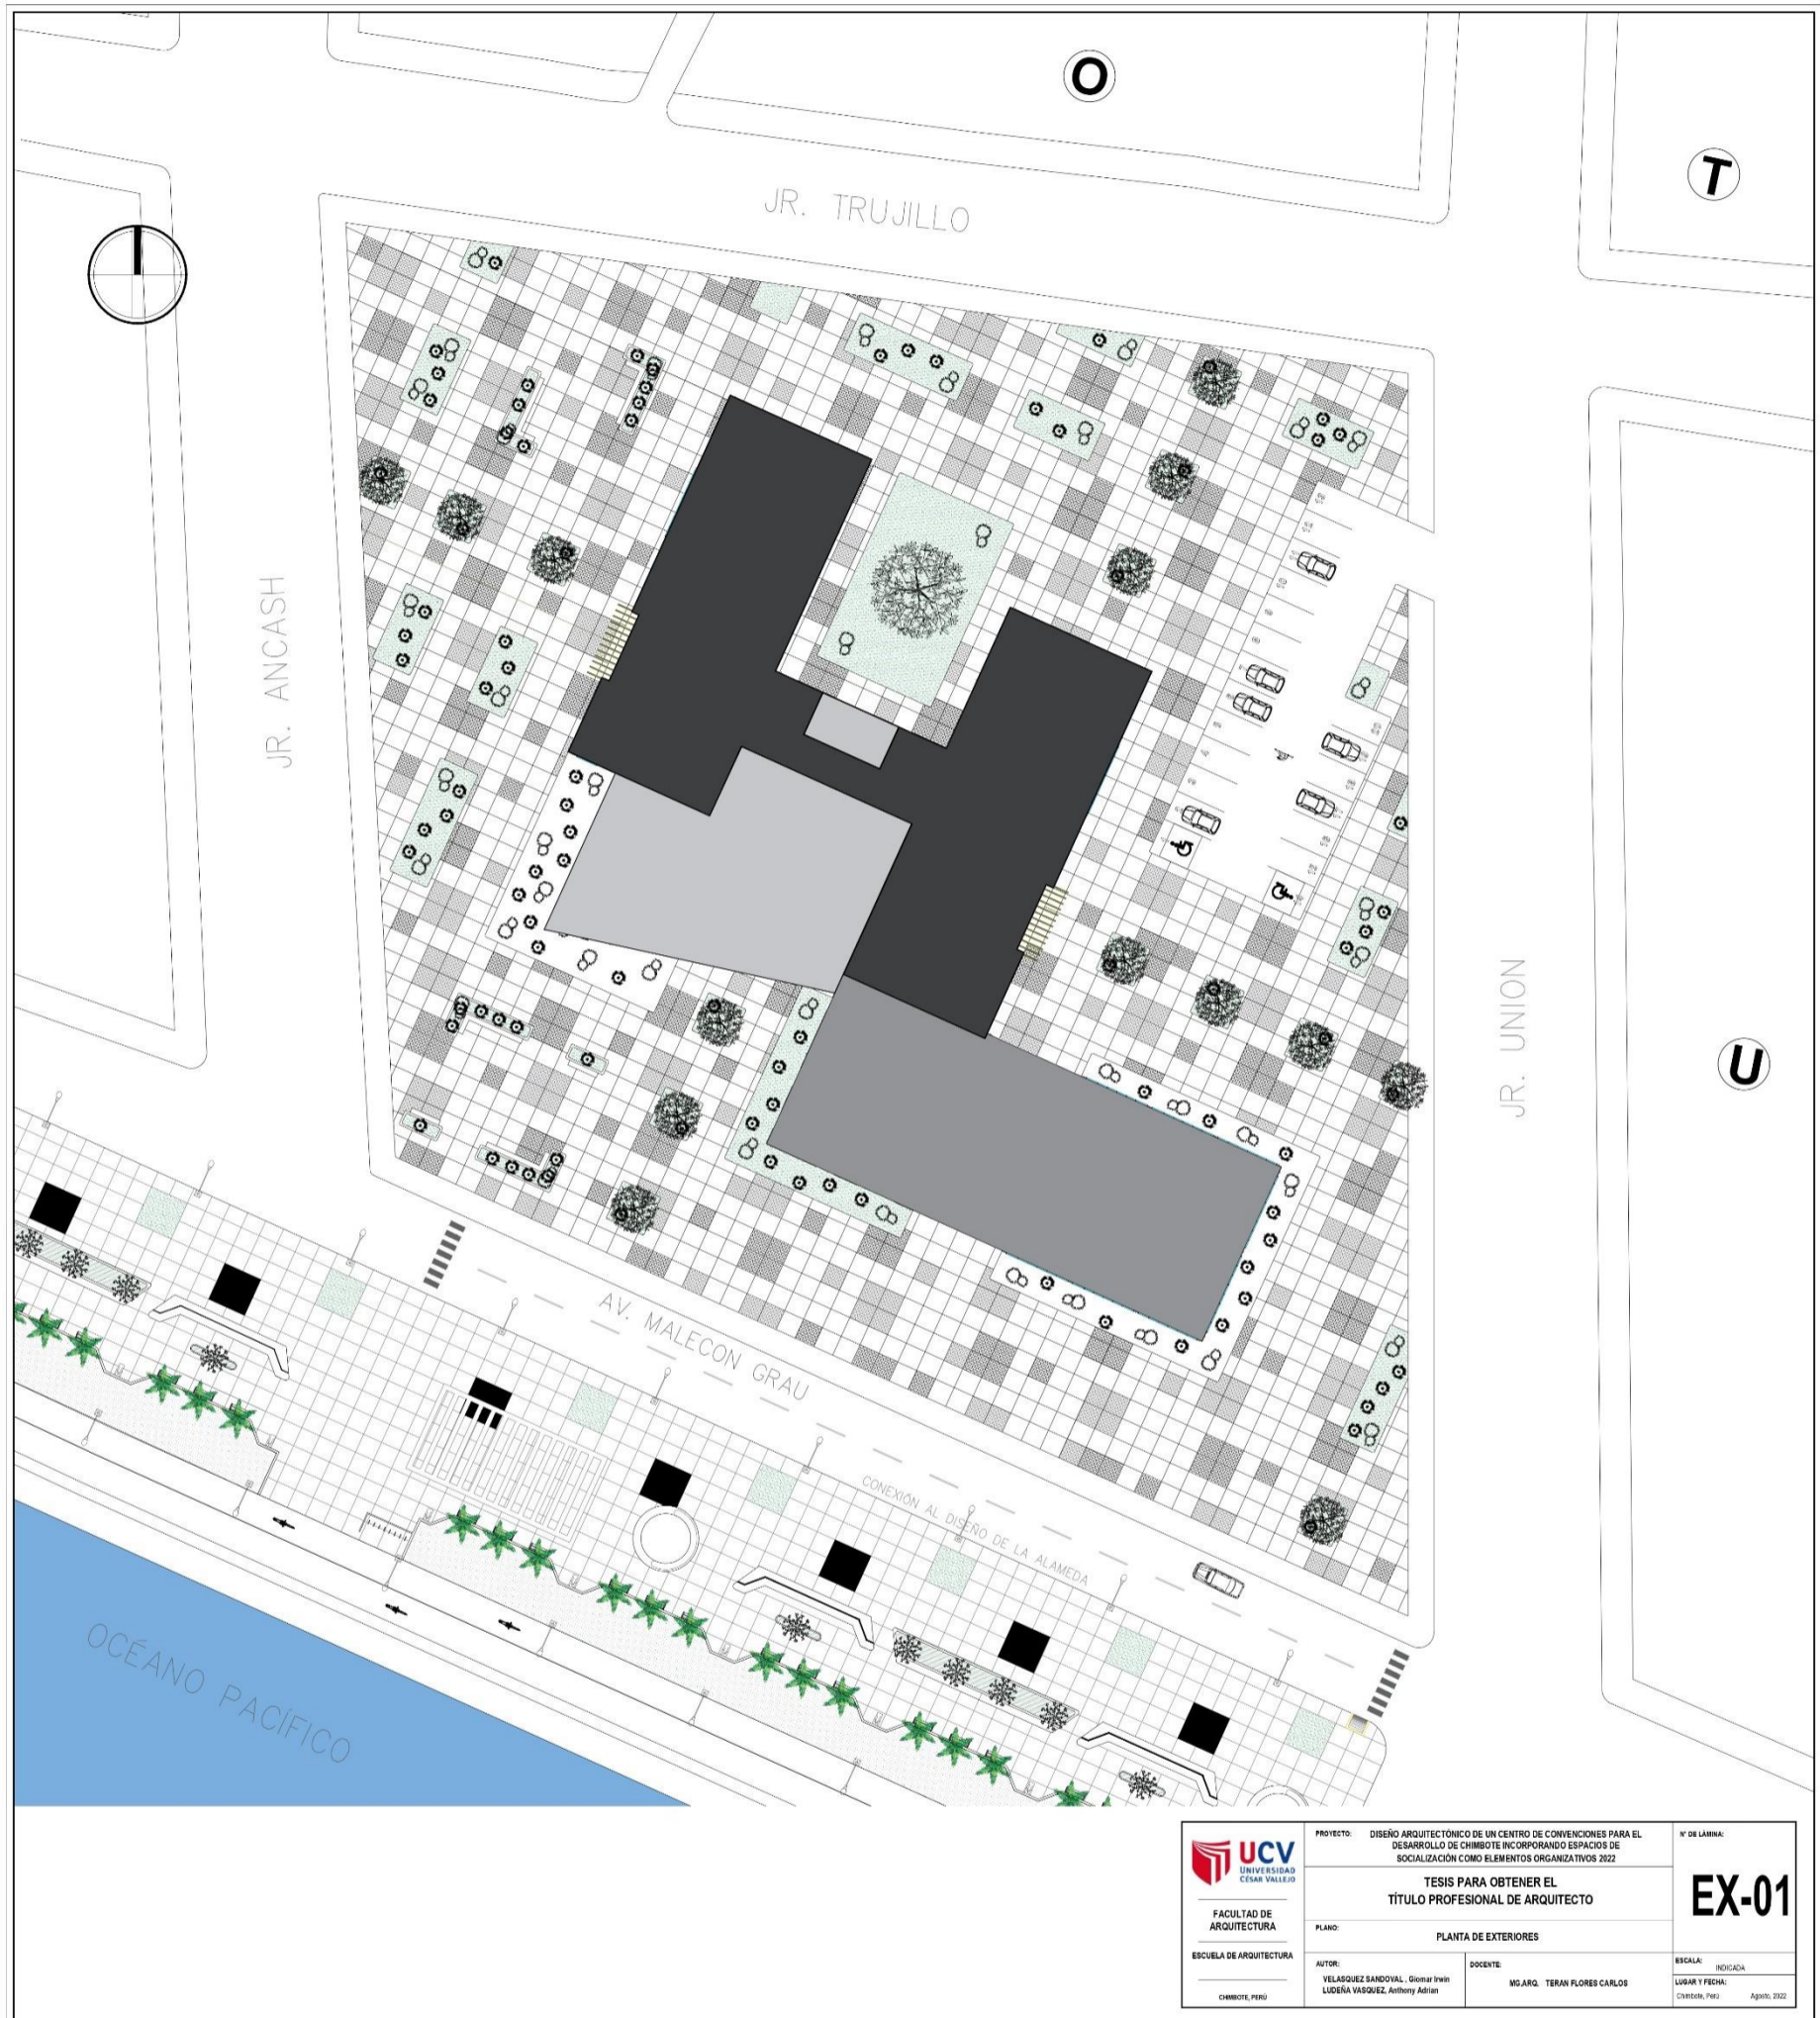 O
T
JR. TRUJILLO
JR. ANCASH
JR. UNION
U
AV. MALECON GRAU
CONEXIÓN AL DISEÑO DE LA ALAMEDA
OCÉANO PACÍFICO
UCV
UNIVERSIDAD
CÉSAR VALLEJO
FACULTAD DE
ARQUITECTURA
ESCUELA DE ARQUITECTURA
CHIMBOTE, PERÚ
PROYECTO: DISEÑO ARQUITECTÓNICO DE UN CENTRO DE CONVENCIONES PARA EL
DESARROLLO DE CHIMBOTE INCORPORANDO ESPACIOS DE
SOCIALIZACIÓN COMO ELEMENTOS ORGANIZATIVOS 2022
TESIS PARA OBTENER EL
TÍTULO PROFESIONAL DE ARQUITECTO
PLANO:
PLANTA DE EXTERIORES
AUTOR:
VELASQUEZ SANDOVAL , Giomar Irwin
LUDEÑA VASQUEZ, Anthony Adrian
DOCENTE:
MG.ARQ. TERAN FLORES CARLOS
N° DE LÁMINA:
EX-01
ESCALA:
INDICADA
LUGAR Y FECHA:
Chimbote, Perú Agosto, 2022